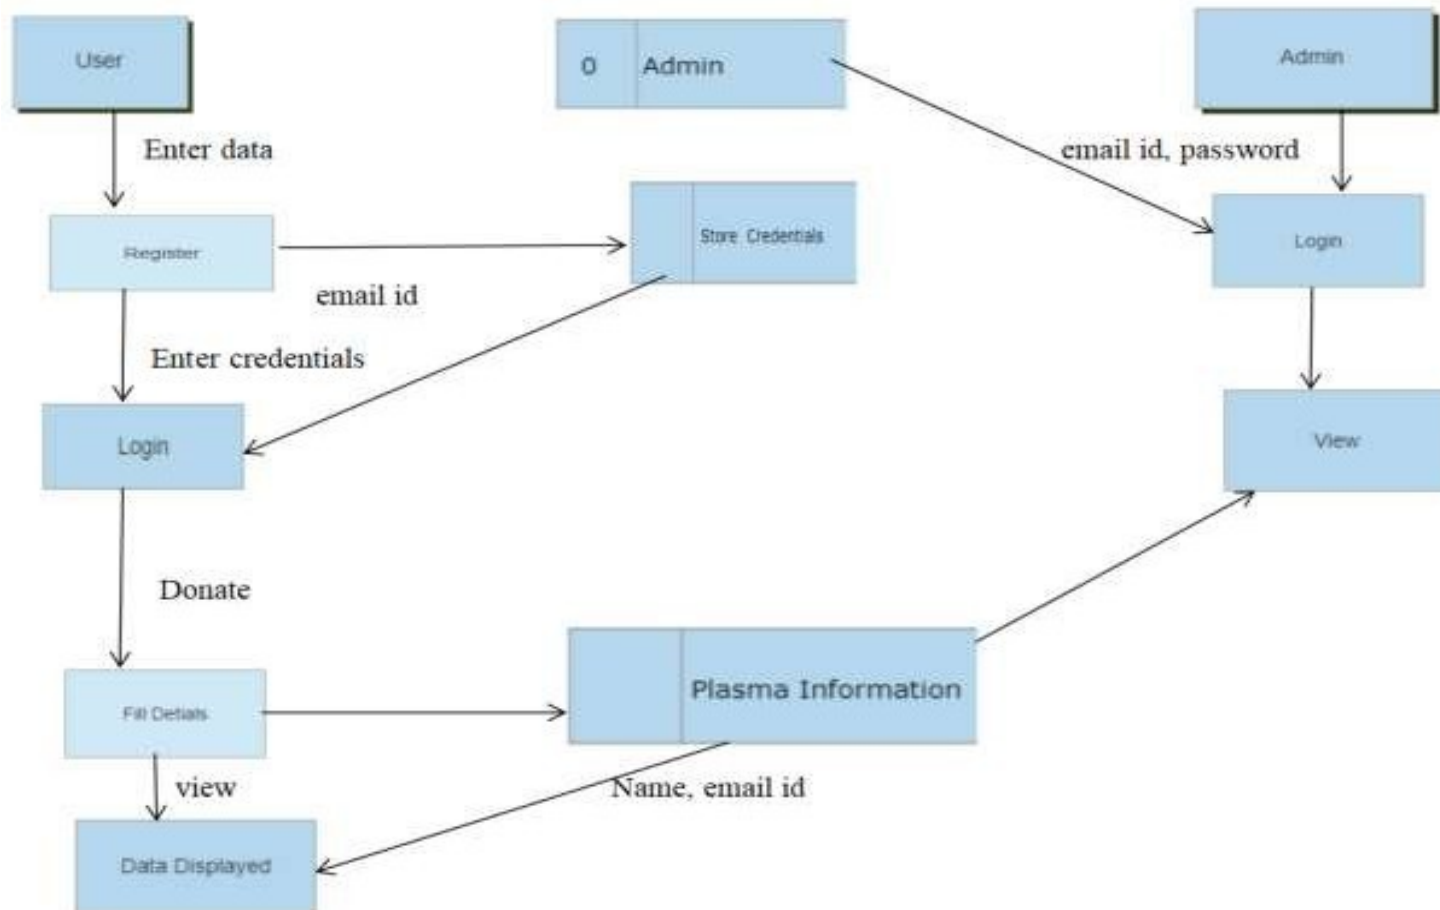 User
0 Admin
Admin
Enter data
email id, password
Register
Store Credentials
Login
email id
Enter credentials
Login
View
Donate
Fill Detials
Plasma Information
view
Name, email id
Data Displayed